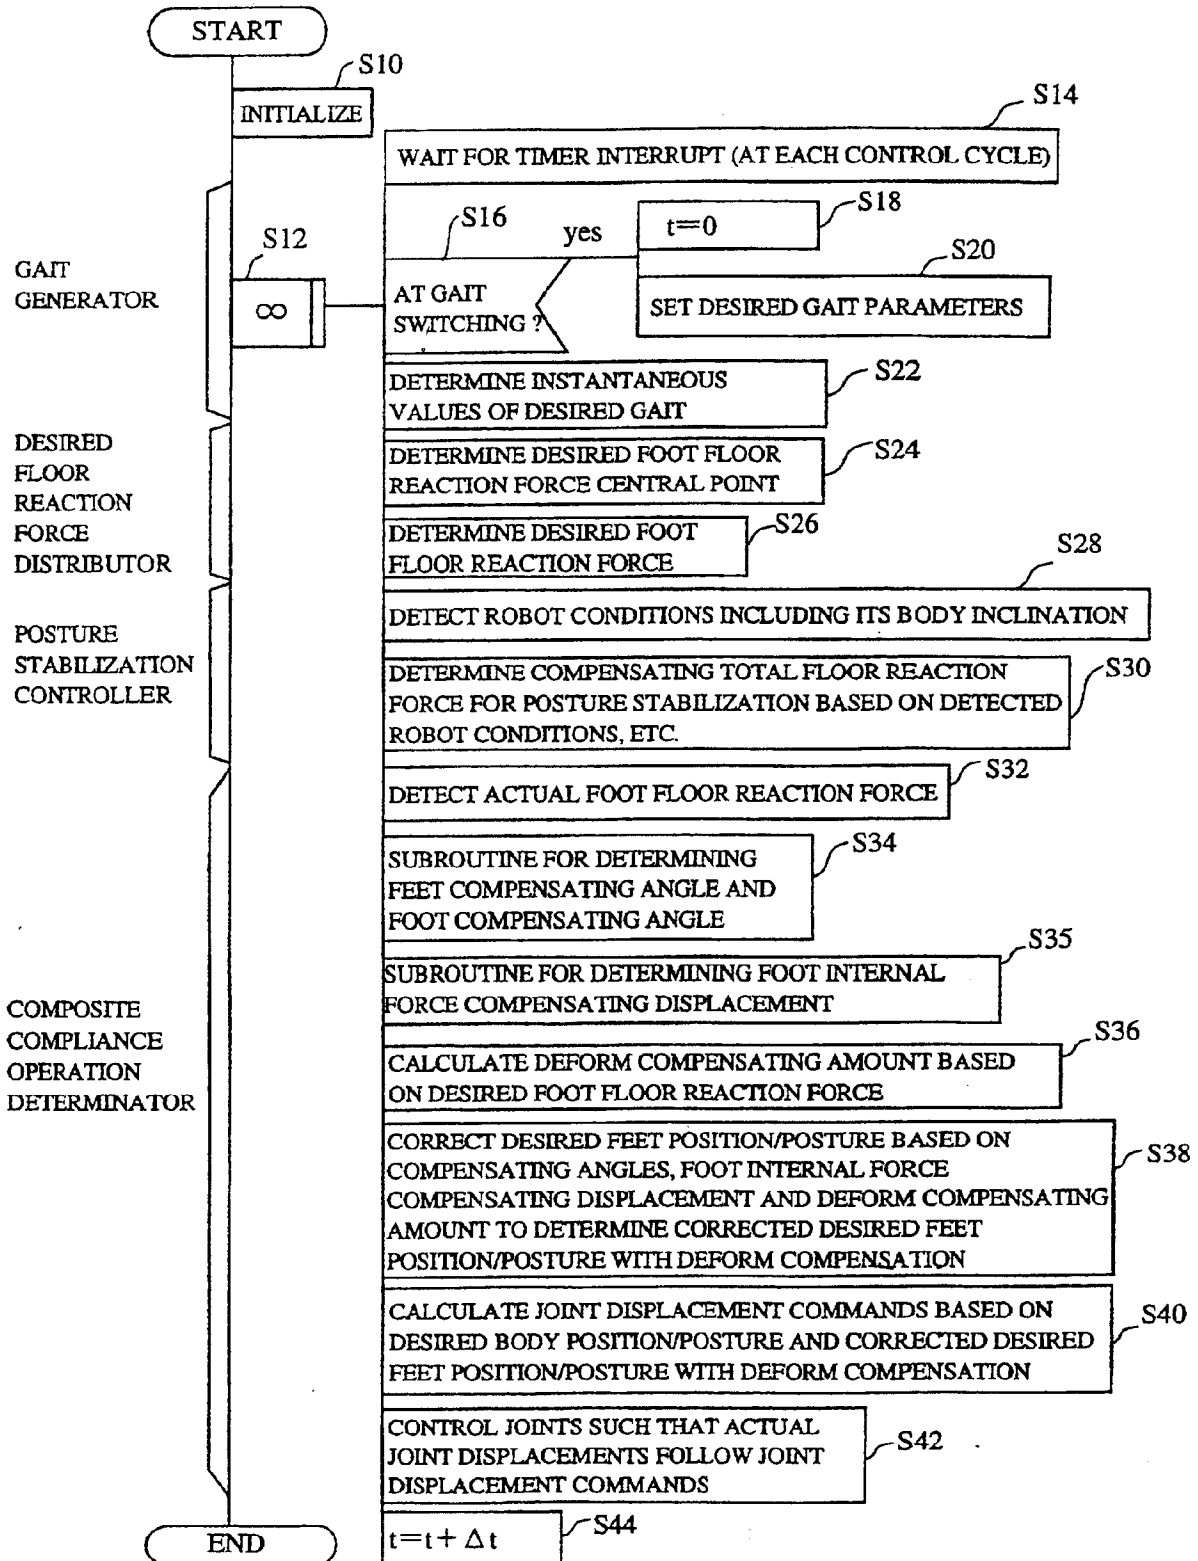 START
S10
INITIALIZE
S14
WAIT FOR TIMER INTERRUPT (AT EACH CONTROL CYCLE)
S12
∞
S16
yes
AT GAIT
SWITCHING ?
S18
t=0
S20
SET DESIRED GAIT PARAMETERS
GAIT
GENERATOR
S22
DETERMINE INSTANTANEOUS
VALUES OF DESIRED GAIT
DESIRED
FLOOR
REACTION
FORCE
DISTRIBUTOR
S24
DETERMINE DESIRED FOOT FLOOR
REACTION FORCE CENTRAL POINT
S26
DETERMINE DESIRED FOOT
FLOOR REACTION FORCE
POSTURE
STABILIZATION
CONTROLLER
S28
DETECT ROBOT CONDITIONS INCLUDING ITS BODY INCLINATION
S30
DETERMINE COMPENSATING TOTAL FLOOR REACTION
FORCE FOR POSTURE STABILIZATION BASED ON DETECTED
ROBOT CONDITIONS, ETC.
S32
DETECT ACTUAL FOOT FLOOR REACTION FORCE
S34
SUBROUTINE FOR DETERMINING
FEET COMPENSATING ANGLE AND
FOOT COMPENSATING ANGLE
S35
SUBROUTINE FOR DETERMINING FOOT INTERNAL
FORCE COMPENSATING DISPLACEMENT
COMPOSITE
COMPLIANCE
OPERATION
DETERMINATOR
S36
CALCULATE DEFORM COMPENSATING AMOUNT BASED
ON DESIRED FOOT FLOOR REACTION FORCE
S38
CORRECT DESIRED FEET POSITION/POSTURE BASED ON
COMPENSATING ANGLES, FOOT INTERNAL FORCE
COMPENSATING DISPLACEMENT AND DEFORM COMPENSATING
AMOUNT TO DETERMINE CORRECTED DESIRED FEET
POSITION/POSTURE WITH DEFORM COMPENSATION
S40
CALCULATE JOINT DISPLACEMENT COMMANDS BASED ON
DESIRED BODY POSITION/POSTURE AND CORRECTED DESIRED
FEET POSITION/POSTURE WITH DEFORM COMPENSATION
S42
CONTROL JOINTS SUCH THAT ACTUAL
JOINT DISPLACEMENTS FOLLOW JOINT
DISPLACEMENT COMMANDS
S44
t=t+ Δt
END